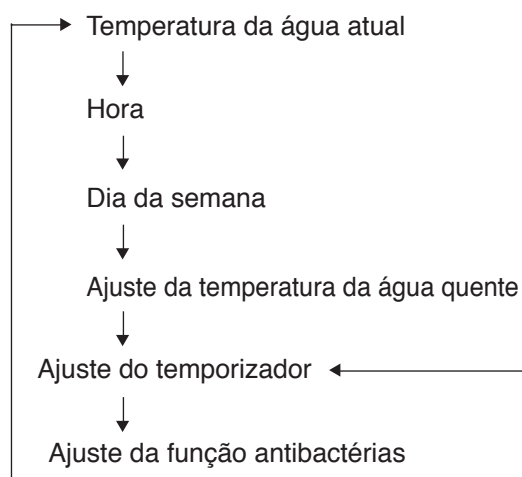 Temperatura da água atual
Hora
Dia da semana
Ajuste da temperatura da água quente
Ajuste do temporizador
Ajuste da função antibactérias